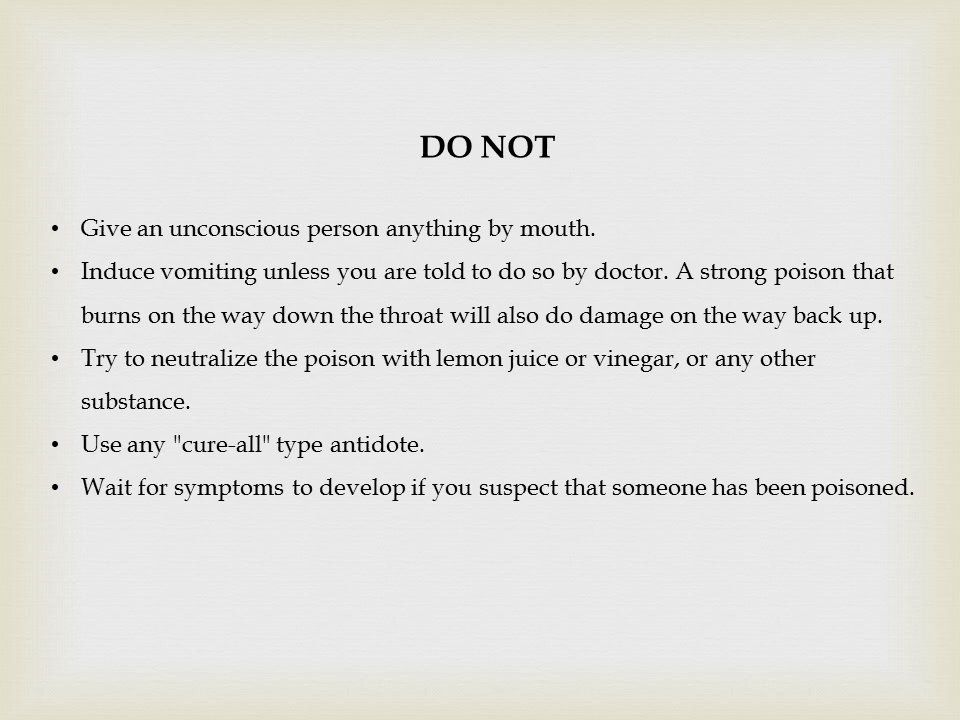 DO NOT
• Give an unconscious person anything by mouth.
• Induce vomiting unless you are told to do so by doctor. A strong poison that
burns on the way down the throat will also do damage on the way back up.
• Try to neutralize the poison with lemon juice or vinegar, or any other
substance.
• Use any "cure-all" type antidote.
• Wait for symptoms to develop if you suspect that someone has been poisoned.